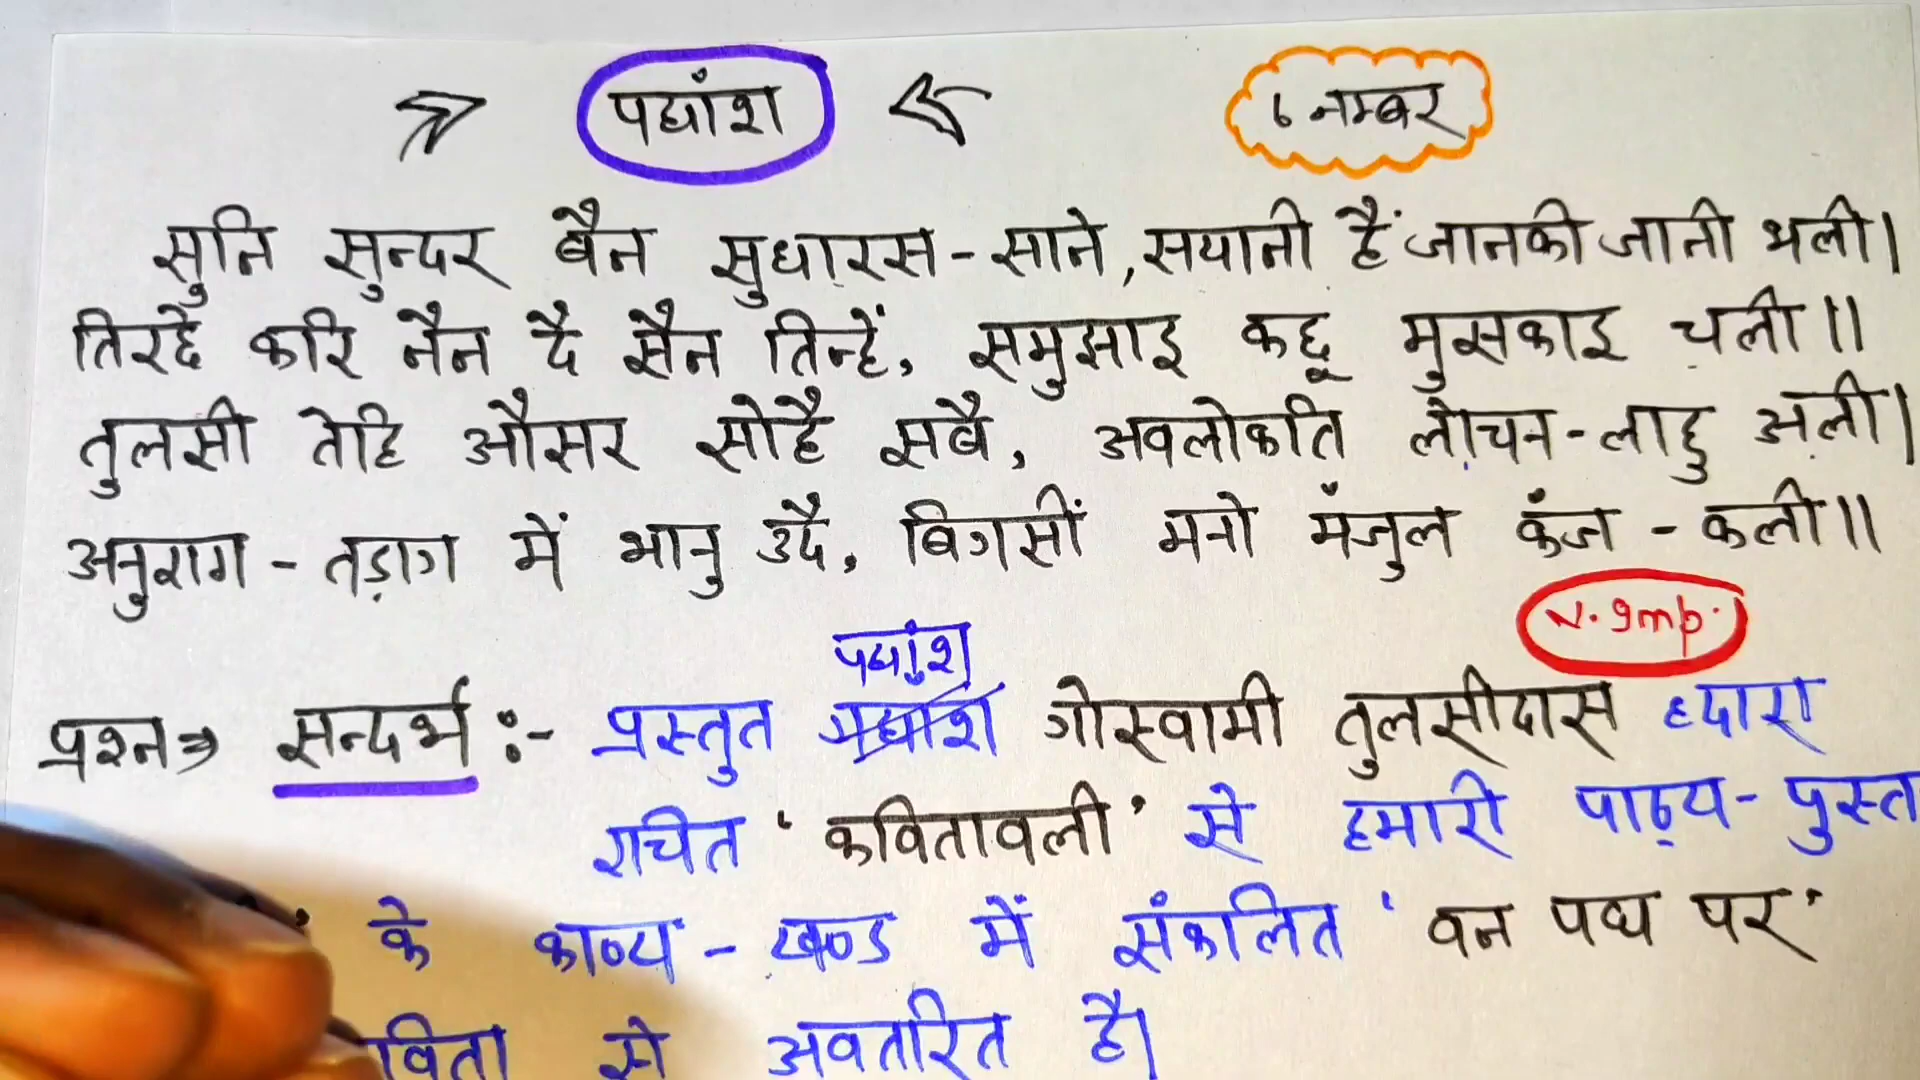 पद्यांश
6 नम्बर
सुनि सुन्दर बैन सुधारस-साने, सयानी हैं जानकी जानी भली।
तिरछे करि नैन दै सैन तिन्हें, समुझाइ कछू मुसकाइ चली॥
तुलसी तेहि औसर सोहैं सबै, अवलोकति लोचन-लाहु अली।
अनुराग-तड़ाग में भानु उदै, बिगसीं मनो मंजुल कंज-कली॥
V. Imp.
पद्यांश
प्रश्न⇒ सन्दर्भ :- प्रस्तुत गद्यांश गोस्वामी तुलसीदास द्वारा
रचित 'कवितावली' से हमारी पाठ्य-पुस्त
के काव्य-खण्ड में संकलित 'वन पथ पर'
विता से अवतरित है।